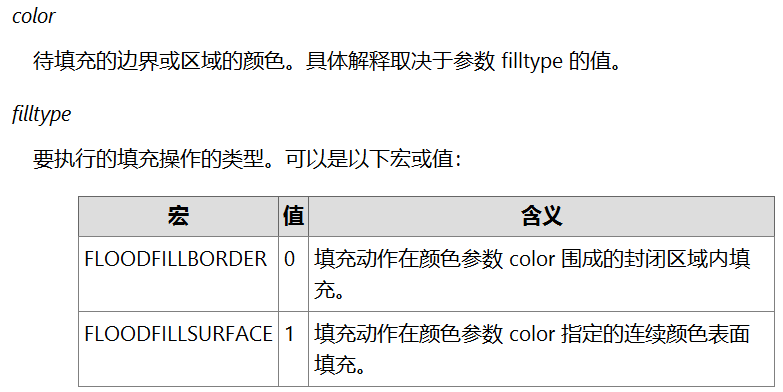 color
待填充的边界或区域的颜色。具体解释取决于参数 filltype 的值。
filltype
要执行的填充操作的类型。可以是以下宏或值：
宏 值 含义
FLOODFILLBORDER 0 填充动作在颜色参数 color 围成的封闭区域内填
充。
FLOODFILLSURFACE 1 填充动作在颜色参数 color 指定的连续颜色表面
填充。